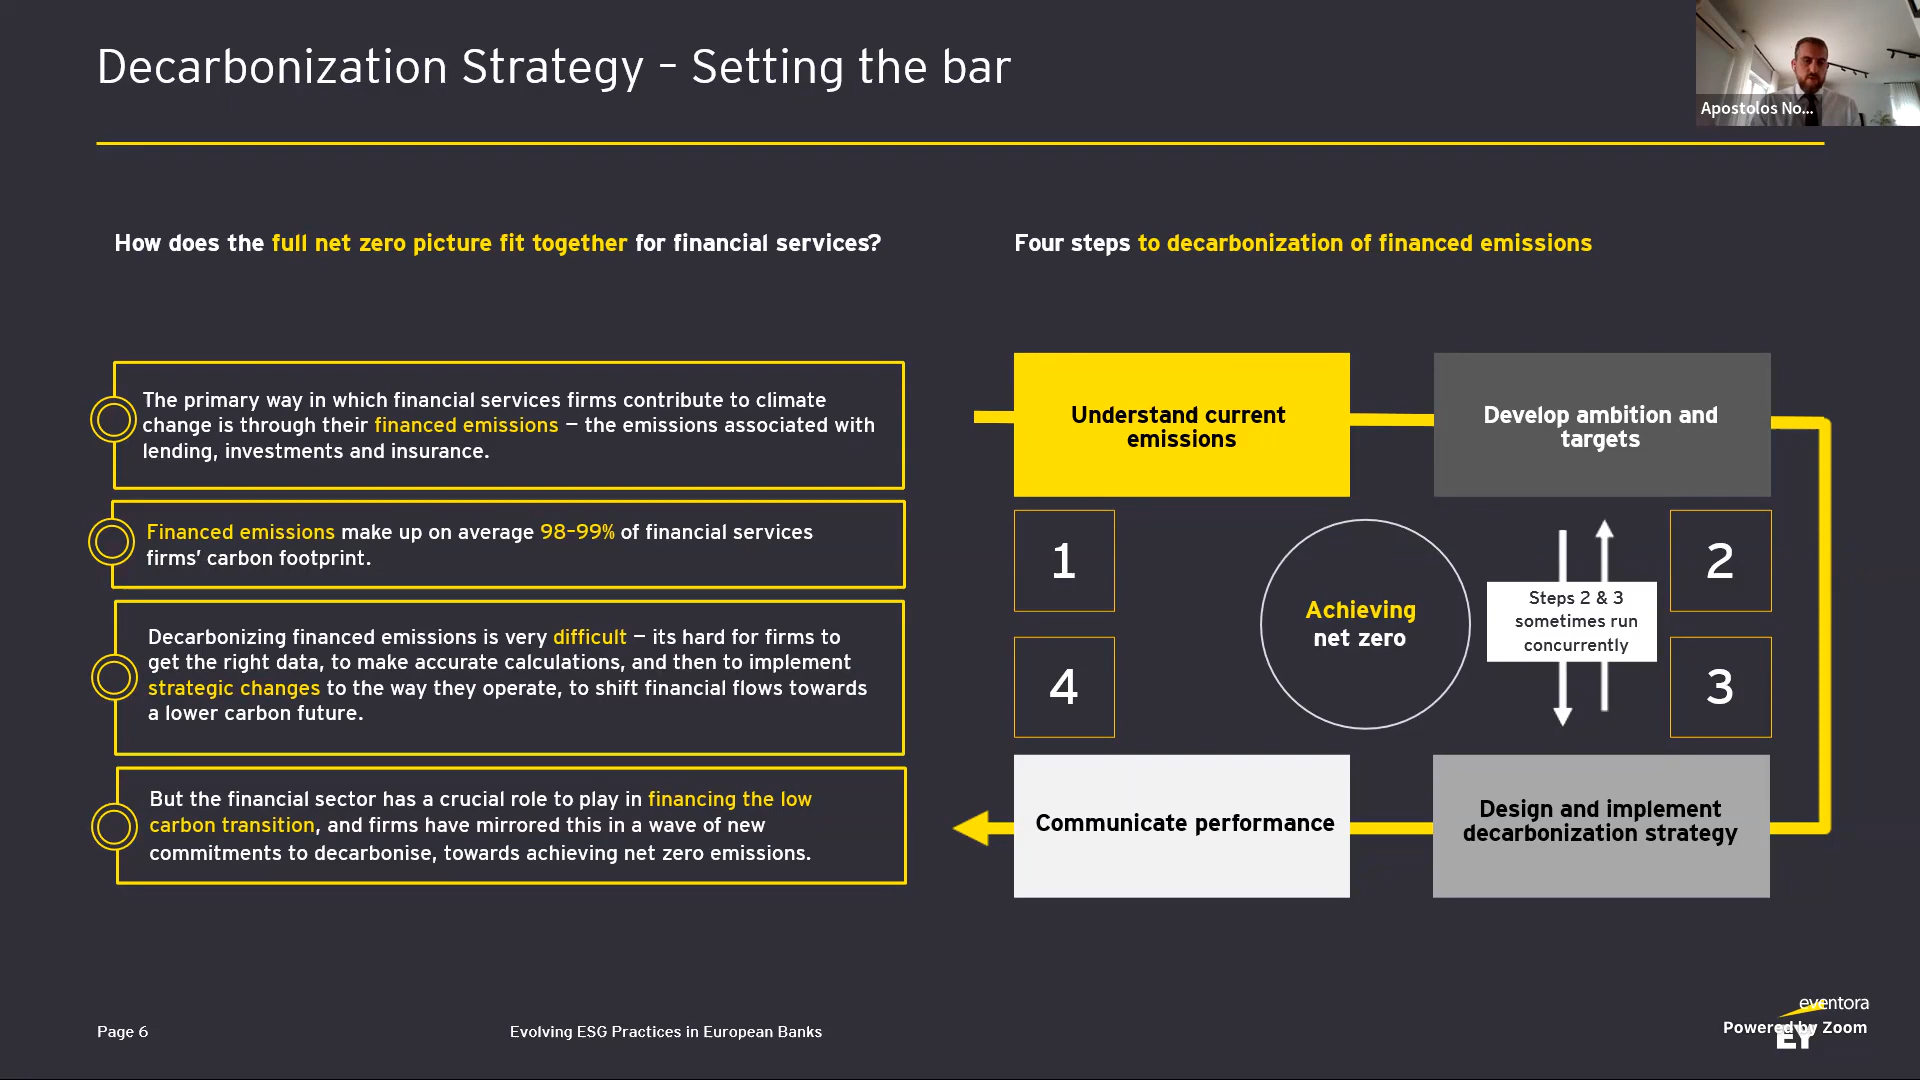 Decarbonization Strategy – Setting the bar
Apostolos No...
How does the full net zero picture fit together for financial services?
The primary way in which financial services firms contribute to climate
change is through their financed emissions – the emissions associated with
lending, investments and insurance.
Financed emissions make up on average 98–99% of financial services
firms' carbon footprint.
Decarbonizing financed emissions is very difficult – its hard for firms to
get the right data, to make accurate calculations, and then to implement
strategic changes to the way they operate, to shift financial flows towards
a lower carbon future.
But the financial sector has a crucial role to play in financing the low
carbon transition, and firms have mirrored this in a wave of new
commitments to decarbonise, towards achieving net zero emissions.
Four steps to decarbonization of financed emissions
Understand current
emissions
Develop ambition and
targets
1
2
Achieving
net zero
Steps 2 & 3
sometimes run
concurrently
4
3
Communicate performance
Design and implement
decarbonization strategy
Page 6
Evolving ESG Practices in European Banks
eventora
Powered by Zoom
EY